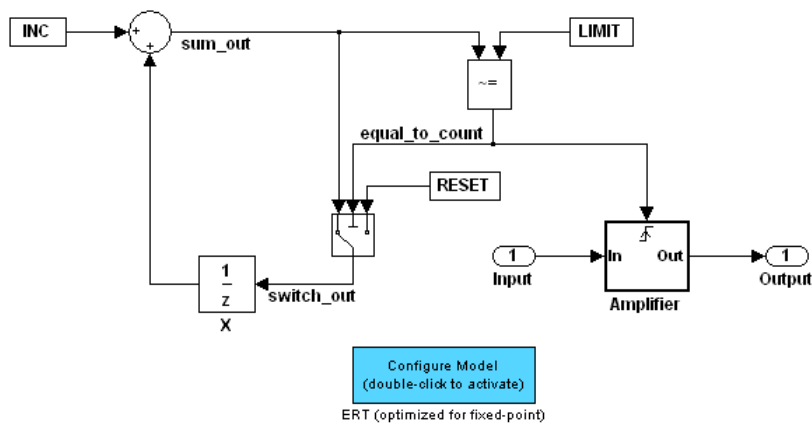 INC
+
+
sum_out
LIMIT
~=
equal_to_count
RESET
1
z
X
switch_out
1
Input
In
Out
Amplifier
1
Output
Configure Model
(double-click to activate)
ERT (optimized for fixed-point)